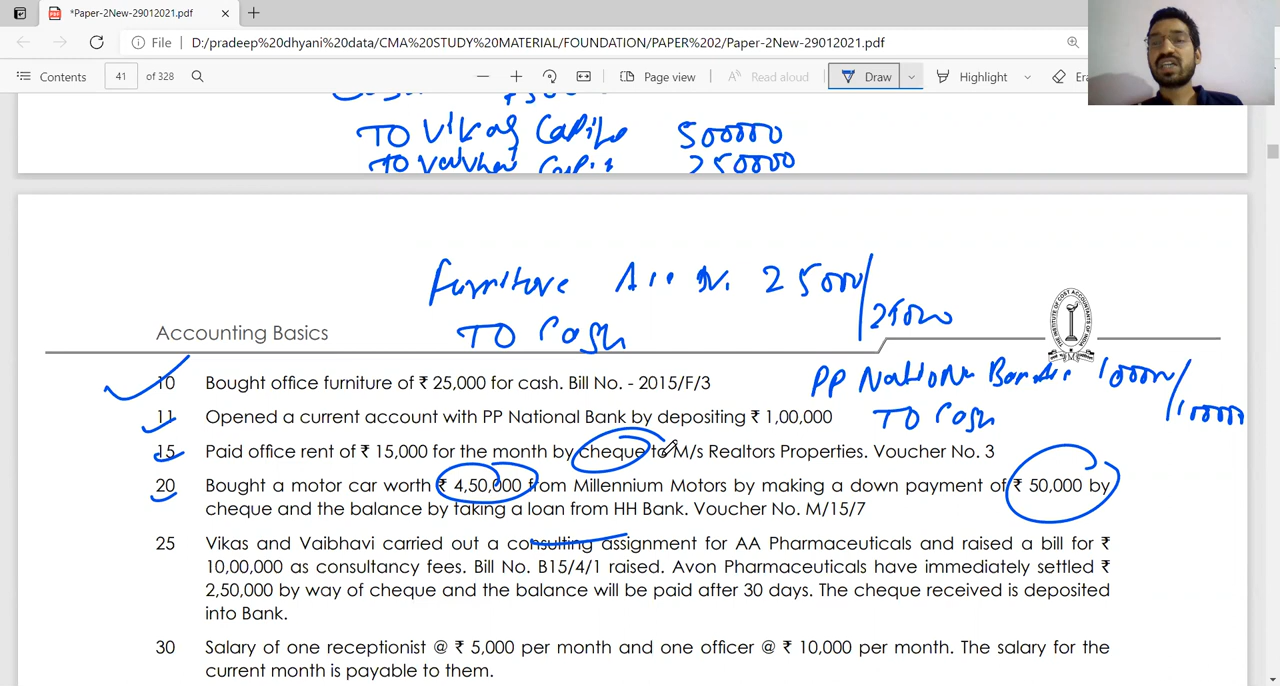 *Paper-2New-29012021.pdf
File D:/pradeep%20dhyani%20data/CMA%20STUDY%20MATERIAL/FOUNDATION/PAPER%202/Paper-2New-29012021.pdf
Contents 41 of 328 Page view Read aloud Draw Highlight
TO Vikas Capita 500000
TO Vaibhav Capit 250000
Furniture Acc Dr. 25000
TO Cash 25000
Accounting Basics
PP National Bank Acc 100000
TO Cash 100000
10 Bought office furniture of ₹ 25,000 for cash. Bill No. - 2015/F/3
11 Opened a current account with PP National Bank by depositing ₹ 1,00,000
15 Paid office rent of ₹ 15,000 for the month by cheque to M/s Realtors Properties. Voucher No. 3
20 Bought a motor car worth ₹ 4,50,000 from Millennium Motors by making a down payment of ₹ 50,000 by
cheque and the balance by taking a loan from HH Bank. Voucher No. M/15/7
25 Vikas and Vaibhavi carried out a consulting assignment for AA Pharmaceuticals and raised a bill for ₹
10,00,000 as consultancy fees. Bill No. B15/4/1 raised. Avon Pharmaceuticals have immediately settled ₹
2,50,000 by way of cheque and the balance will be paid after 30 days. The cheque received is deposited
into Bank.
30 Salary of one receptionist @ ₹ 5,000 per month and one officer @ ₹ 10,000 per month. The salary for the
current month is payable to them.